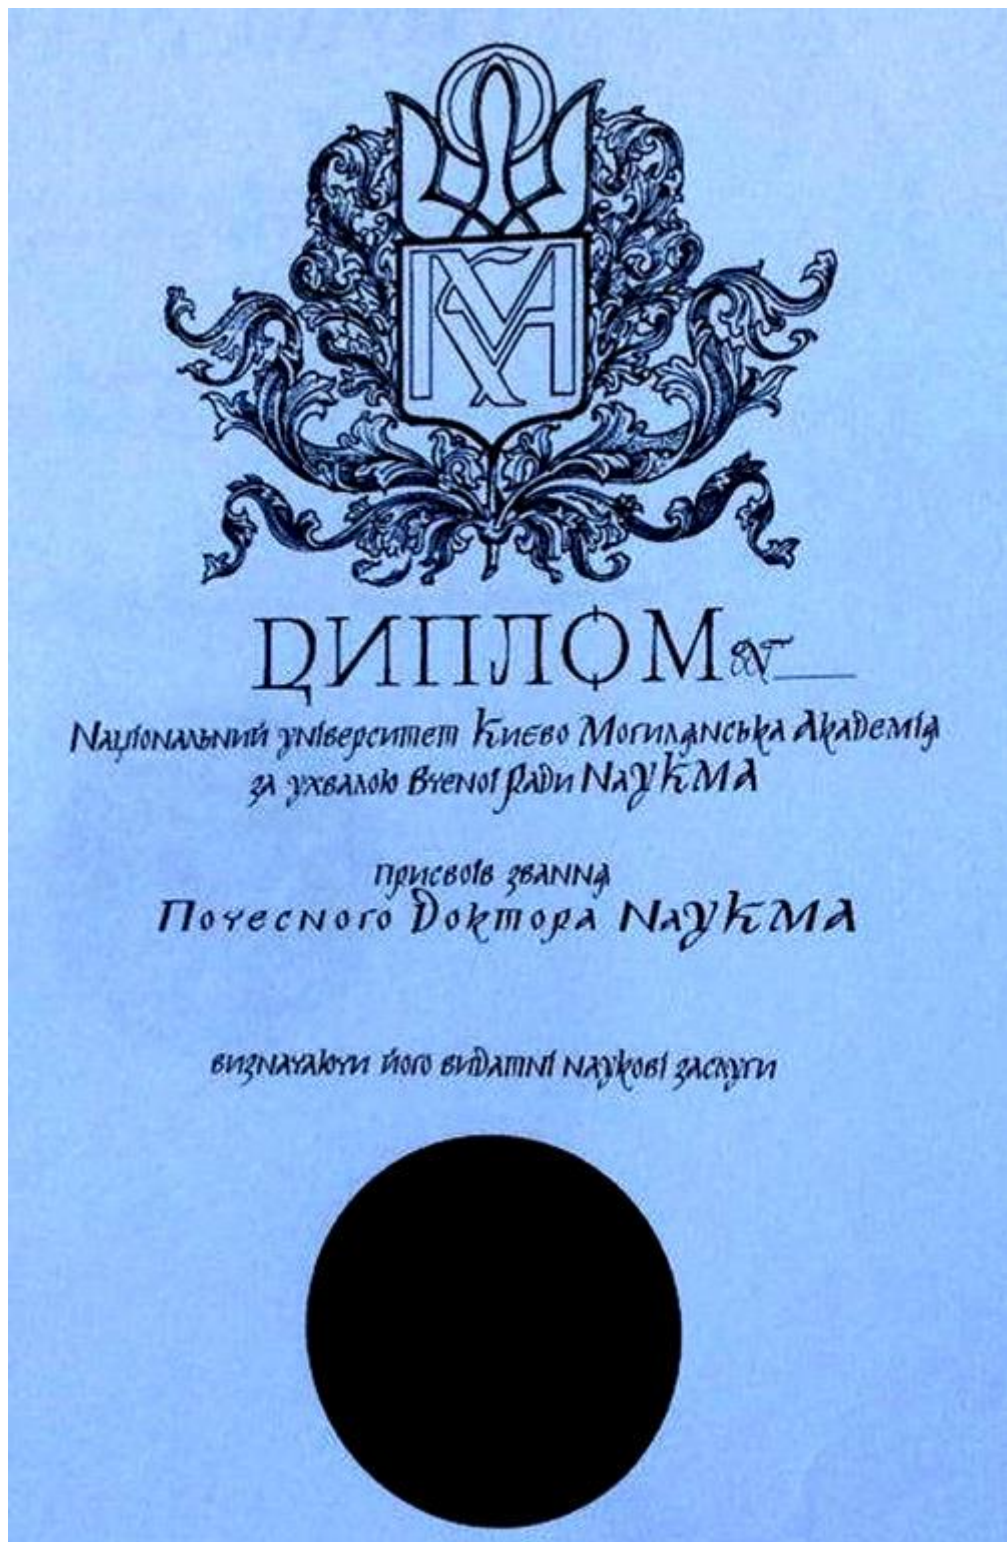 ДИПЛОМ №
Національний університет Києво Могилянська Академія
за ухвалою Вченої Ради НаУКМА
присвоїв звання
Почесного Доктора НаУКМА
визнаючи його видатні наукові заслуги